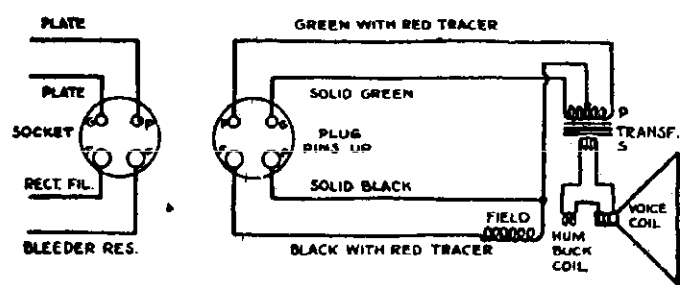 PLATE
GREEN WITH RED TRACER
PLATE
SOLID GREEN
SOCKET
G
P
P
G
PLUG
PINS UP
P
TRANSF.
S
RECT. FIL.
SOLID BLACK
FIELD
VOICE
COIL
HUM
BUCK
COIL
BLEEDER RES.
BLACK WITH RED TRACER